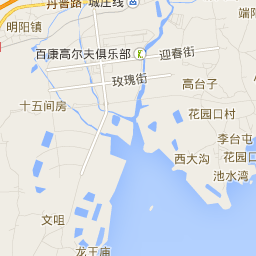 丹普路 城庄线
明阳镇
端阳
百康高尔夫俱乐部
迎春街
玫瑰街
高台子
十五间房
花园口村
李台屯
西大沟
花园口
池水湾
文咀
龙王庙